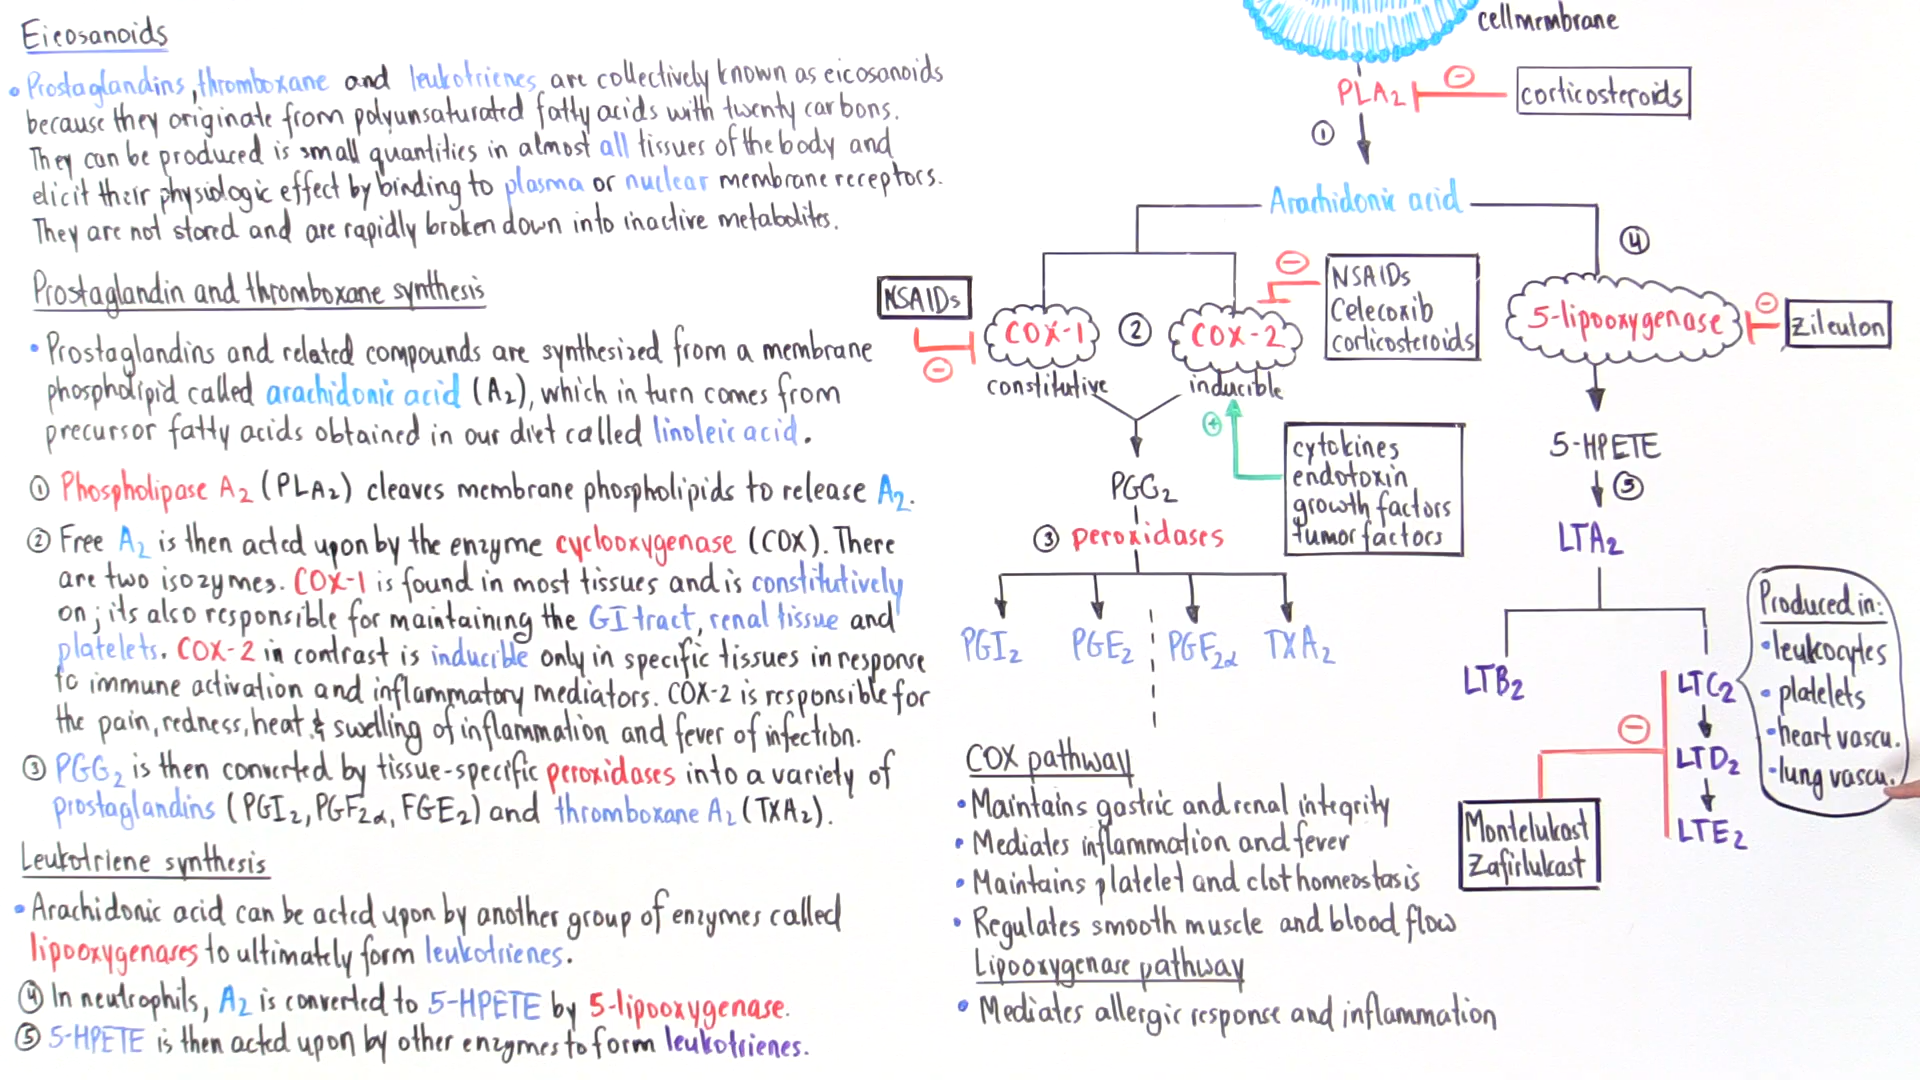 Eicosanoids
• Prostaglandins, thromboxane and leukotrienes are collectively known as eicosanoids
because they originate from polyunsaturated fatty acids with twenty carbons.
They can be produced is small quantities in almost all tissues of the body and
elicit their physiologic effect by binding to plasma or nuclear membrane receptors.
They are not stored and are rapidly broken down into inactive metabolites.
Prostaglandin and thromboxane synthesis
• Prostaglandins and related compounds are synthesized from a membrane
phospholipid called arachidonic acid (A2), which in turn comes from
precursor fatty acids obtained in our diet called linoleic acid.
① Phospholipase A2 (PLA2) cleaves membrane phospholipids to release A2.
② Free A2 is then acted upon by the enzyme cyclooxygenase (COX). There
are two isozymes. COX-1 is found in most tissues and is constitutively
on; its also responsible for maintaining the GI tract, renal tissue and
platelets. COX-2 in contrast is inducible only in specific tissues in response
to immune activation and inflammatory mediators. COX-2 is responsible for
the pain, redness, heat & swelling of inflammation and fever of infection.
③ PGG2 is then converted by tissue-specific peroxidases into a variety of
prostaglandins (PGI2, PGF2α, FGE2) and thromboxane A2 (TXA2).
Leukotriene synthesis
• Arachidonic acid can be acted upon by another group of enzymes called
lipooxygenases to ultimately form leukotrienes.
④ In neutrophils, A2 is converted to 5-HPETE by 5-lipooxygenase.
⑤ 5-HPETE is then acted upon by other enzymes to form leukotrienes.
cell membrane
PLA2
⊖
corticosteroids
①
Arachidonic acid
④
NSAIDs
⊖
COX-1
constitutive
②
COX-2
inducible
⊖
NSAIDs
Celecoxib
corticosteroids
⊕
cytokines
endotoxin
growth factors
tumor factors
PGG2
③ peroxidases
PGI2 PGE2 PGF2α TXA2
5-lipooxygenase
⊖
Zileuton
5-HPETE
③
LTA2
LTB2
LTC2
LTD2
LTE2
⊖
Montelukast
Zafirlukast
Produced in:
• leukocytes
• platelets
• heart vascu.
• lung vascu.
COX pathway
• Maintains gastric and renal integrity
• Mediates inflammation and fever
• Maintains platelet and clot homeostasis
• Regulates smooth muscle and blood flow
Lipooxygenase pathway
• Mediates allergic response and inflammation